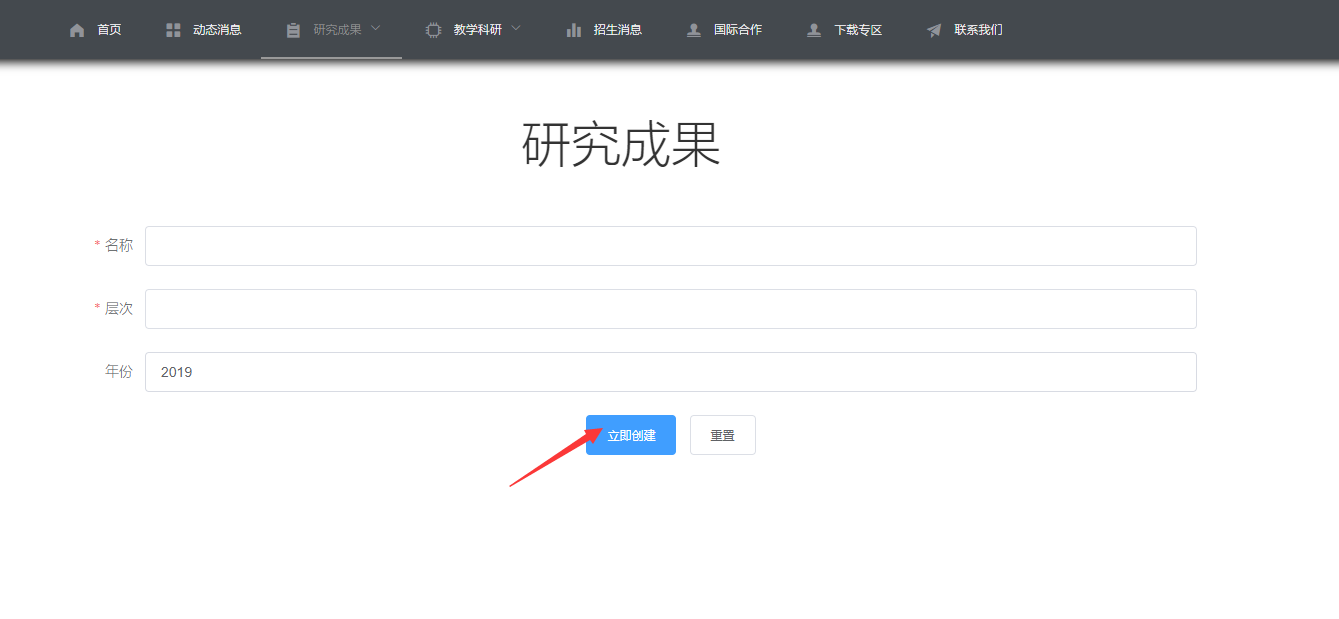 首页 动态消息 研究成果 教学科研 招生消息 国际合作 下载专区 联系我们
研究成果
* 名称
* 层次
年份 2019
立即创建 重置